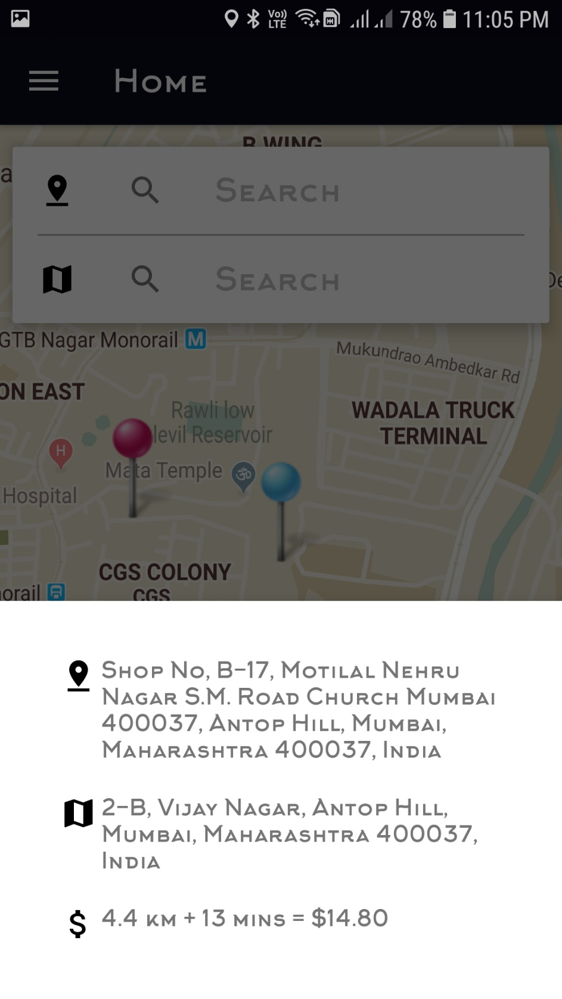 Vo)) LTE 78% 11:05 PM
Home
B WING
a
Search
Search
De
GTB Nagar Monorail M
Mukundrao Ambedkar Rd
ON EAST
Rawli low
levil Reservoir
WADALA TRUCK
TERMINAL
H
Mata Temple ॐ
Hospital
CGS COLONY
CGS
orail
Shop No, B-17, Motilal Nehru
Nagar S.M. Road Church Mumbai
400037, Antop Hill, Mumbai,
Maharashtra 400037, India
2-B, Vijay Nagar, Antop Hill,
Mumbai, Maharashtra 400037,
India
$ 4.4 km + 13 mins = $14.80